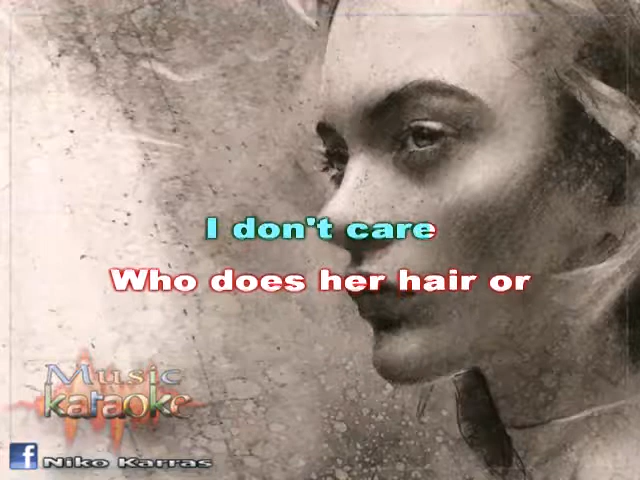 I don't care
Who does her hair or
Music
karaoke
f Niko Karras